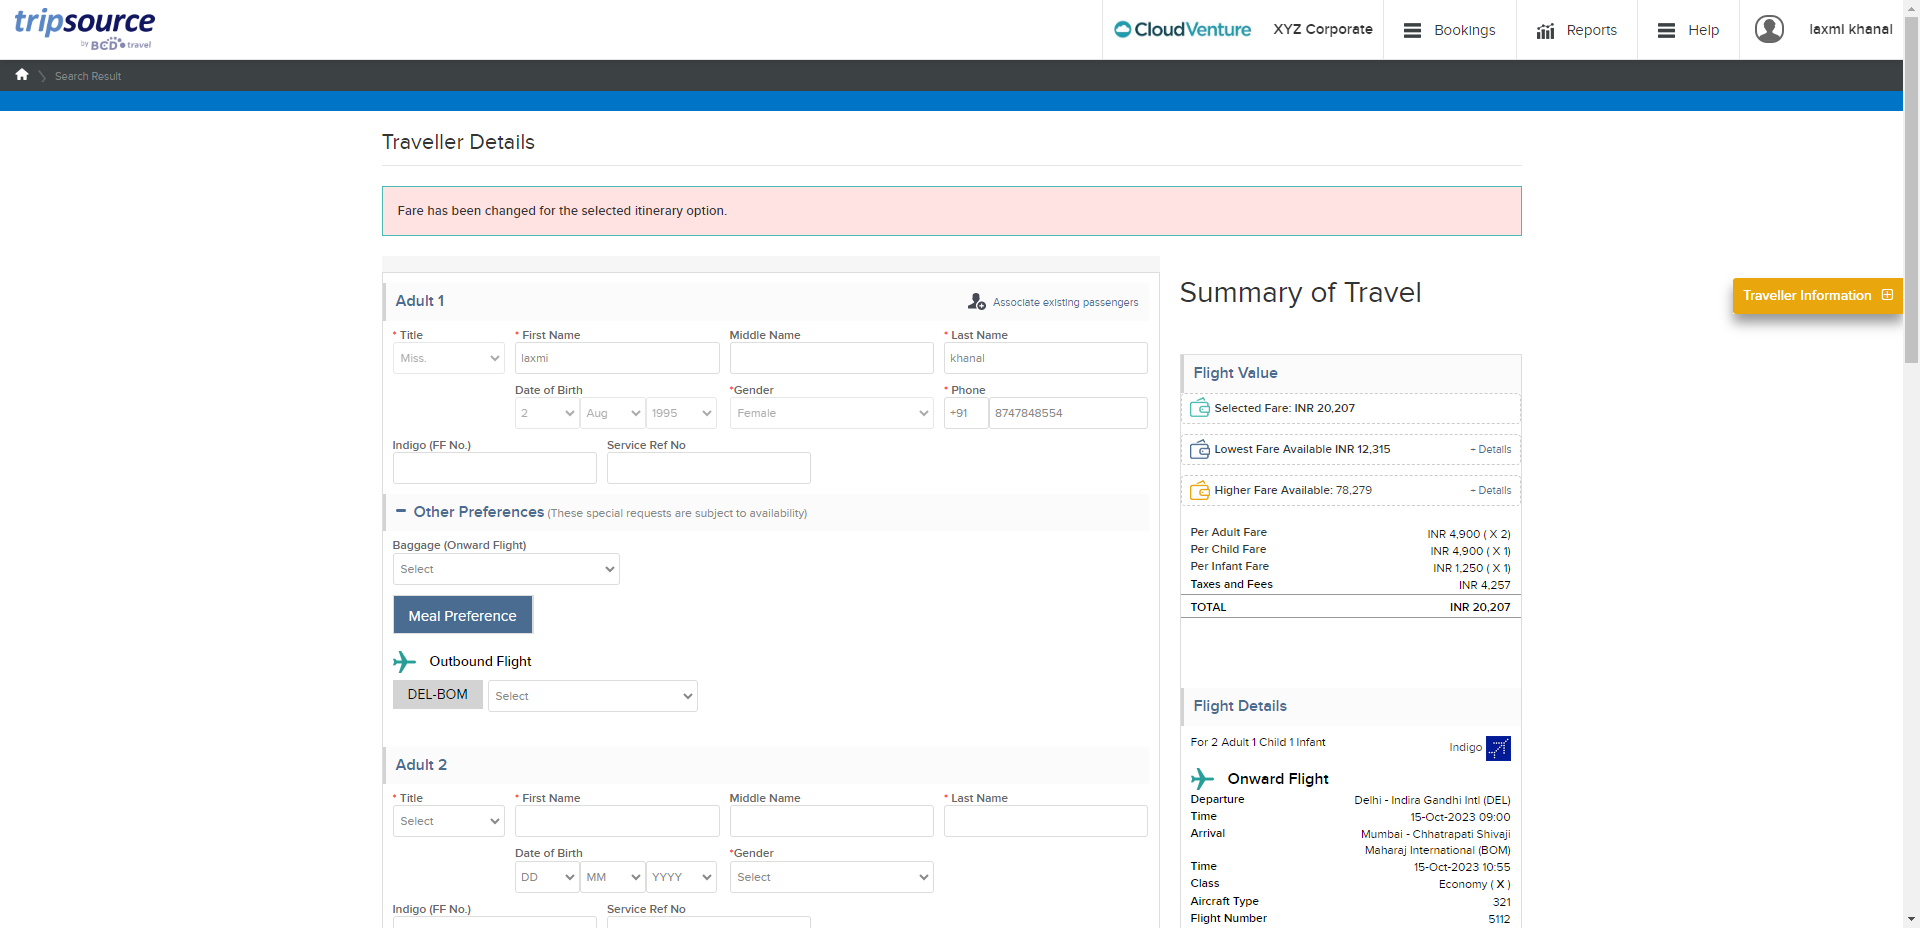 tripsource
by BCD travel
CloudVenture
XYZ Corporate
Bookings
Reports
Help
laxmi khanal
Search Result
Traveller Details
Fare has been changed for the selected itinerary option.
Adult 1
Associate existing passengers
* Title
* First Name
Middle Name
* Last Name
Miss.
laxmi
khanal
Date of Birth
*Gender
* Phone
2
Aug
1995
Female
+91
8747848554
Indigo (FF No.)
Service Ref No
Other Preferences (These special requests are subject to availability)
Baggage (Onward Flight)
Select
Meal Preference
Outbound Flight
DEL-BOM
Select
Adult 2
* Title
* First Name
Middle Name
* Last Name
Select
Date of Birth
*Gender
DD
MM
YYYY
Select
Indigo (FF No.)
Service Ref No
Summary of Travel
Traveller Information
Flight Value
Selected Fare: INR 20,207
Lowest Fare Available INR 12,315
+ Details
Higher Fare Available: 78,279
+ Details
Per Adult Fare INR 4,900 ( X 2)
Per Child Fare INR 4,900 ( X 1)
Per Infant Fare INR 1,250 ( X 1)
Taxes and Fees INR 4,257
TOTAL INR 20,207
Flight Details
For 2 Adult 1 Child 1 Infant
Indigo
Onward Flight
Departure Delhi - Indira Gandhi Intl (DEL)
Time 15-Oct-2023 09:00
Arrival Mumbai - Chhatrapati Shivaji
Maharaj International (BOM)
Time 15-Oct-2023 10:55
Class Economy ( X )
Aircraft Type 321
Flight Number 5112